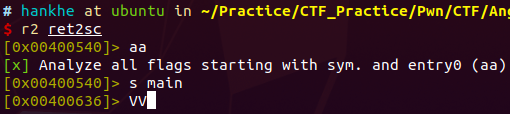 # hankhe at ubuntu in ~/Practice/CTF_Practice/Pwn/CTF/An
$ r2 ret2sc
[0x00400540]> aa
[x] Analyze all flags starting with sym. and entry0 (aa)
[0x00400540]> s main
[0x00400636]> VV